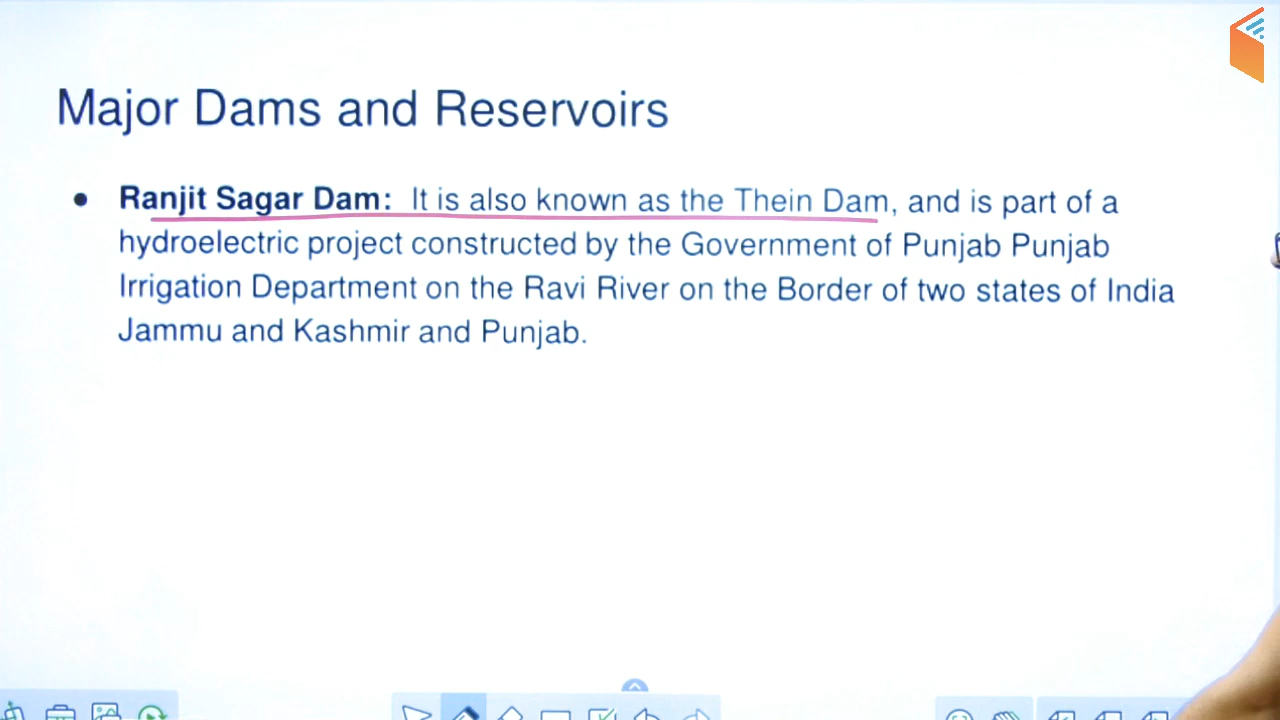 Major Dams and Reservoirs
• Ranjit Sagar Dam: It is also known as the Thein Dam, and is part of a
hydroelectric project constructed by the Government of Punjab Punjab
Irrigation Department on the Ravi River on the Border of two states of India
Jammu and Kashmir and Punjab.